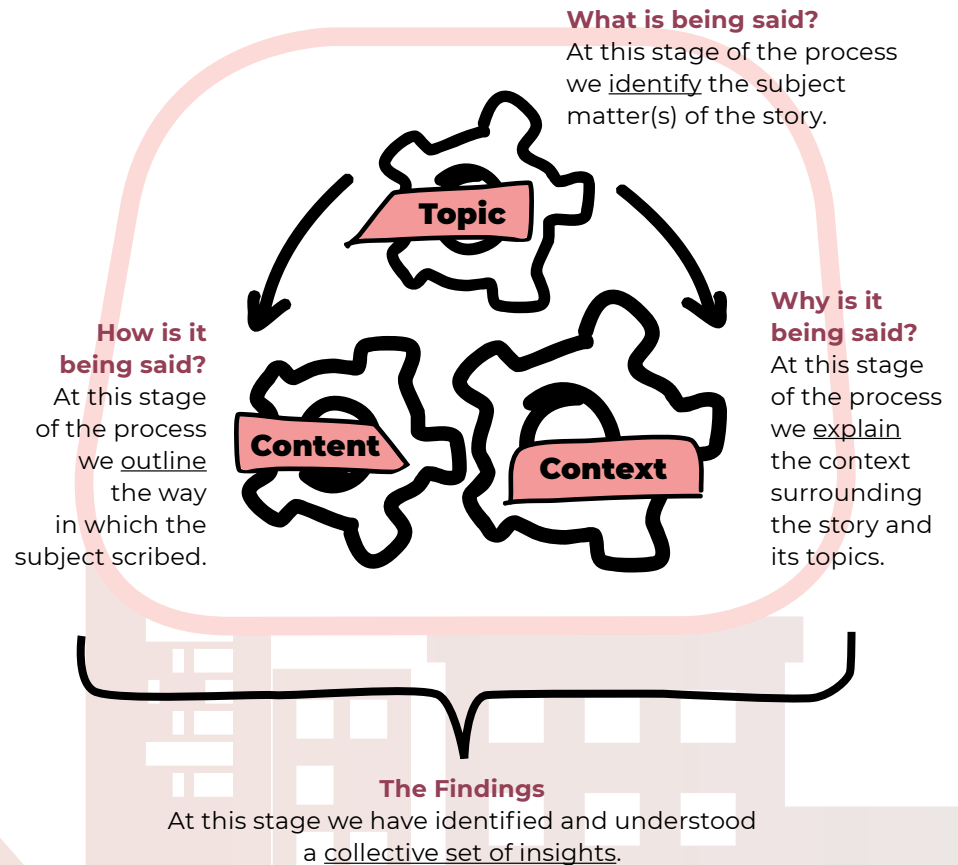 What is being said?
At this stage of the process
we identify the subject
matter(s) of the story.
Topic
How is it
being said?
At this stage
of the process
we outline
the way
in which the
subject scribed.
Content
Context
Why is it
being said?
At this stage
of the process
we explain
the context
surrounding
the story and
its topics.
The Findings
At this stage we have identified and understood
a collective set of insights.